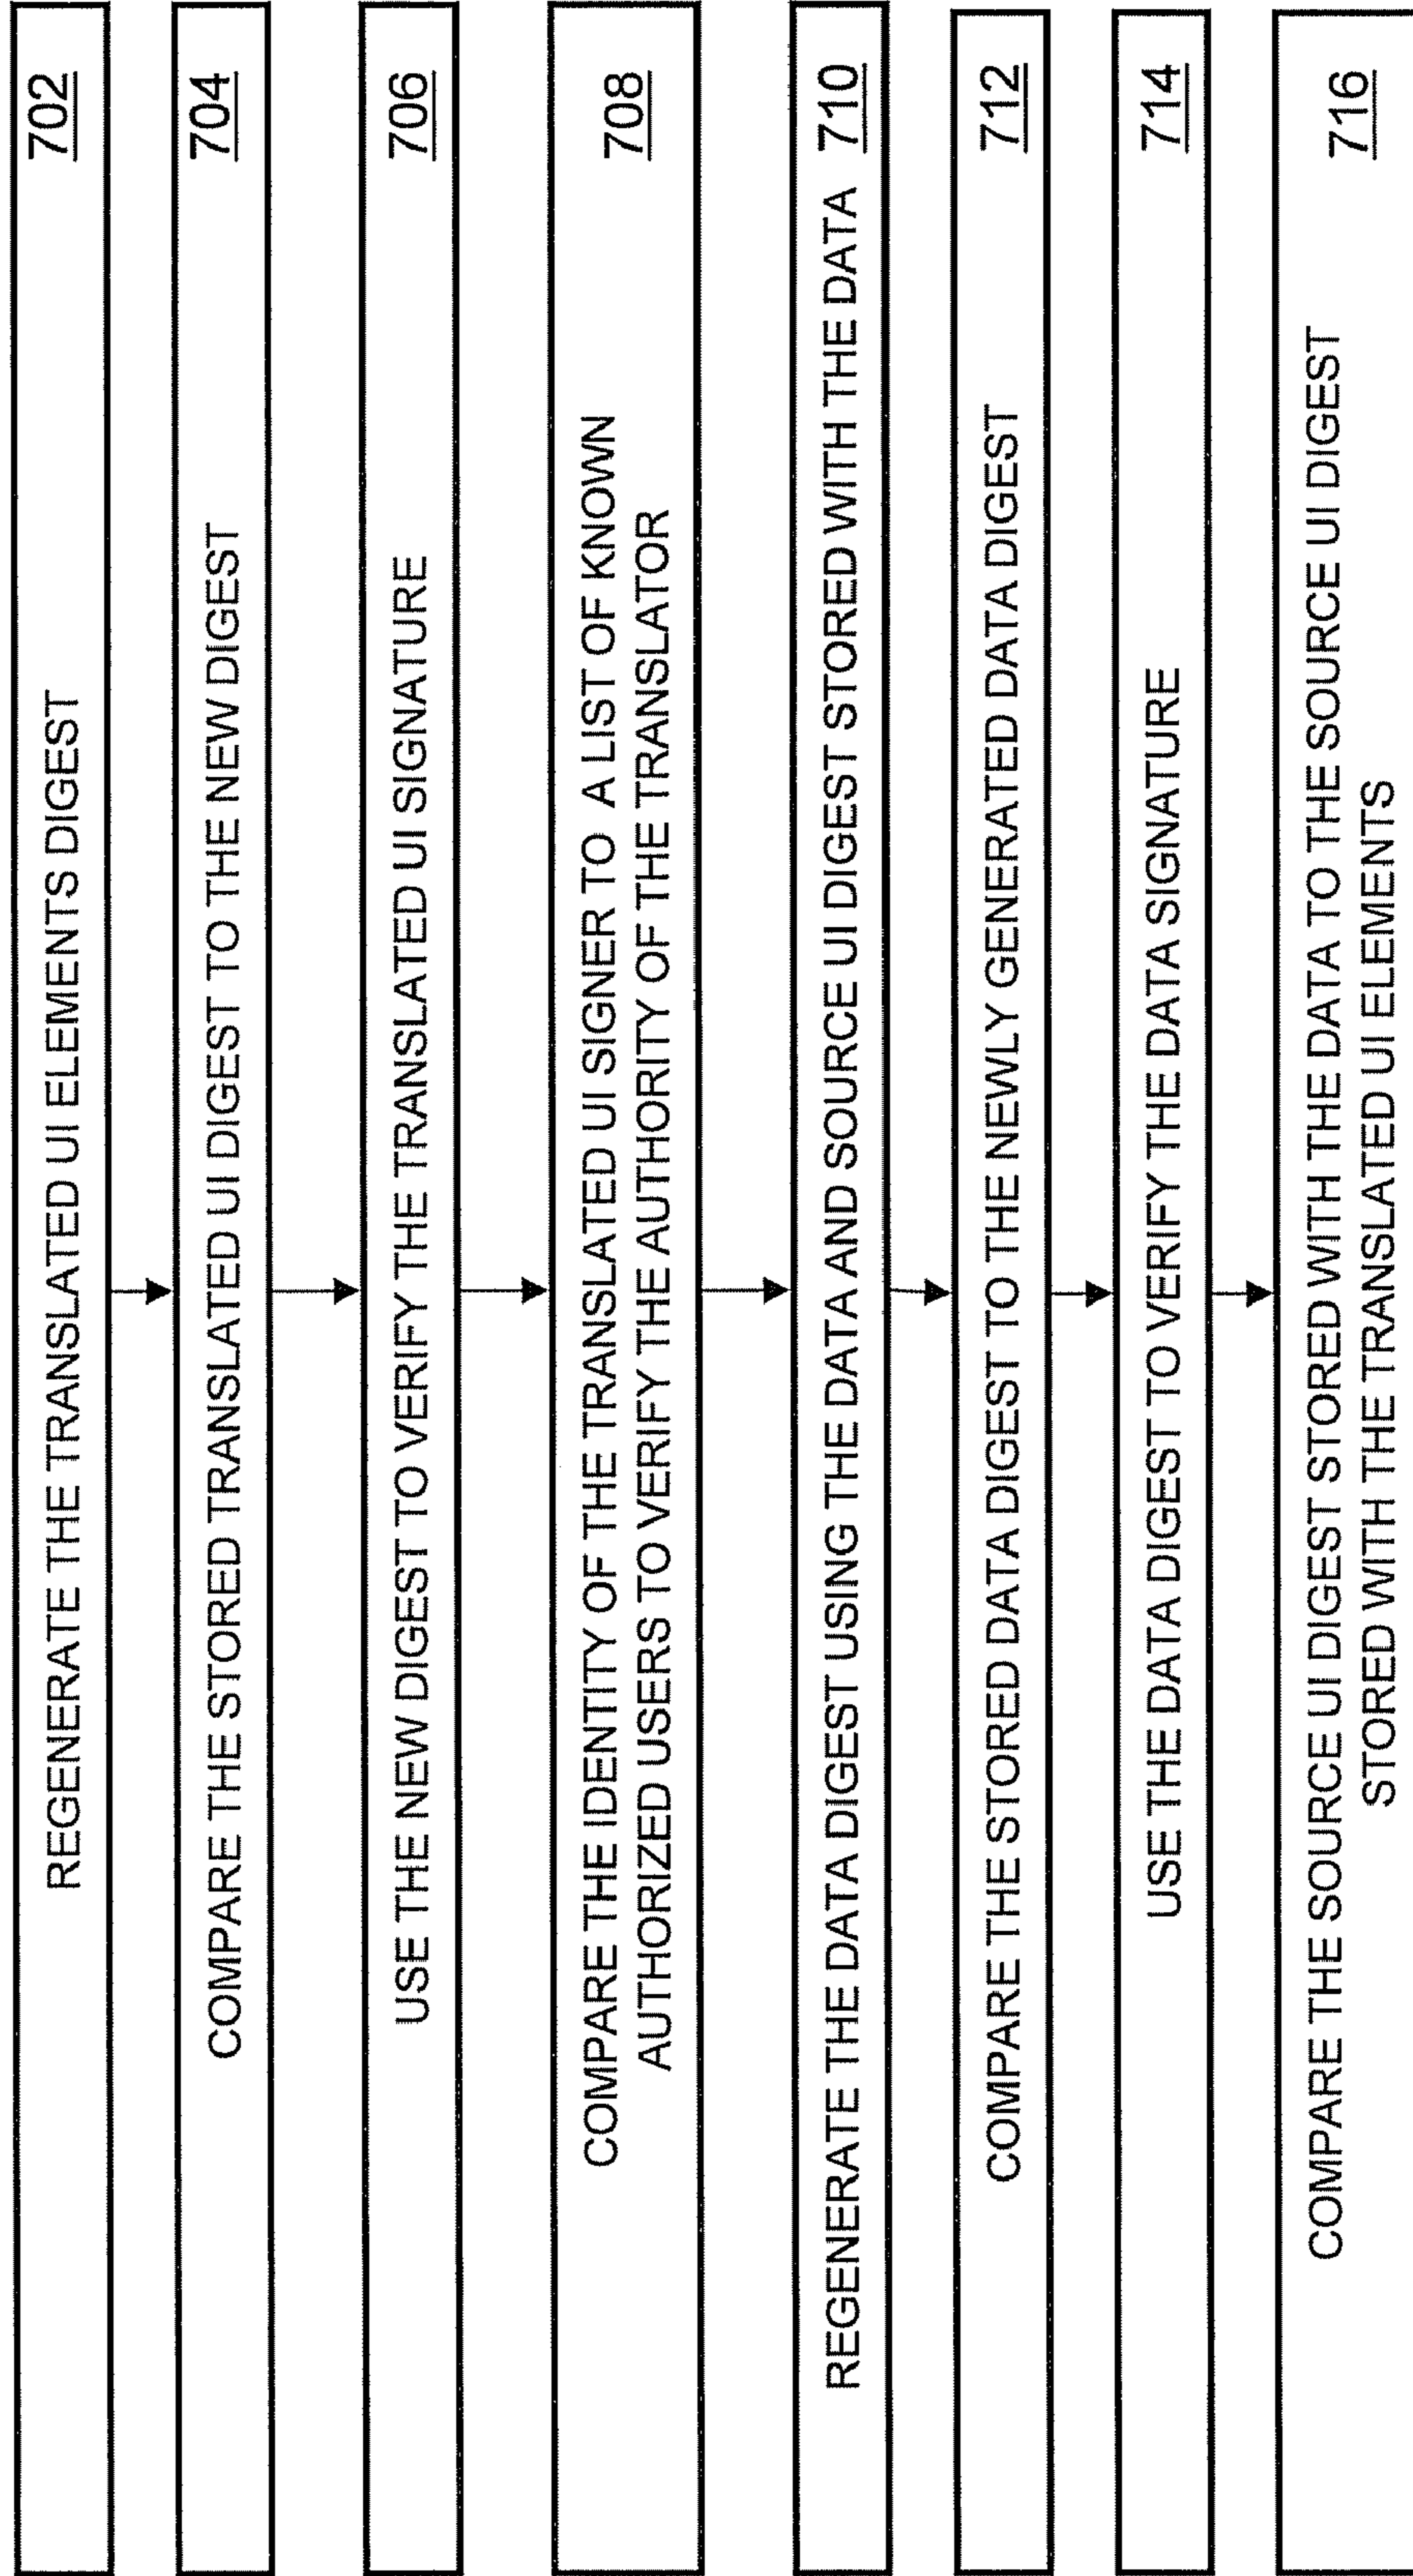 REGENERATE THE TRANSLATED UI ELEMENTS DIGEST 702
COMPARE THE STORED TRANSLATED UI DIGEST TO THE NEW DIGEST 704
USE THE NEW DIGEST TO VERIFY THE TRANSLATED UI SIGNATURE 706
COMPARE THE IDENTITY OF THE TRANSLATED UI SIGNER TO A LIST OF KNOWN
AUTHORIZED USERS TO VERIFY THE AUTHORITY OF THE TRANSLATOR
708
REGENERATE THE DATA DIGEST USING THE DATA AND SOURCE UI DIGEST STORED WITH THE DATA 710
COMPARE THE STORED DATA DIGEST TO THE NEWLY GENERATED DATA DIGEST 712
USE THE DATA DIGEST TO VERIFY THE DATA SIGNATURE 714
COMPARE THE SOURCE UI DIGEST STORED WITH THE DATA TO THE SOURCE UI DIGEST
STORED WITH THE TRANSLATED UI ELEMENTS
716